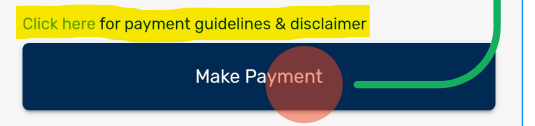 Click here for payment guidelines & disclaimer
Make Payment